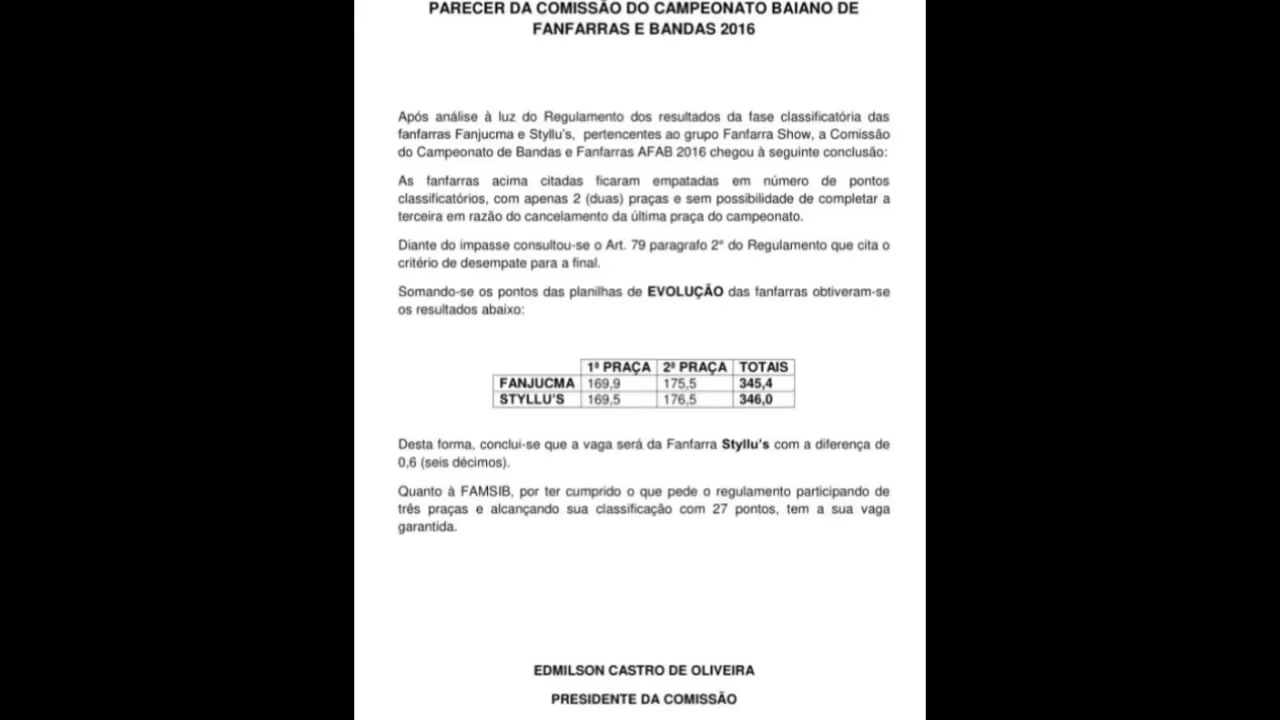 PARECER DA COMISSÃO DO CAMPEONATO BAIANO DE
FANFARRAS E BANDAS 2016
Após análise à luz do Regulamento dos resultados da fase classificatória das
fanfarras Fanjucma e Styllu's, pertencentes ao grupo Fanfarra Show, a Comissão
do Campeonato de Bandas e Fanfarras AFAB 2016 chegou à seguinte conclusão:
As fanfarras acima citadas ficaram empatadas em número de pontos
classificatórios, com apenas 2 (duas) praças e sem possibilidade de completar a
terceira em razão do cancelamento da última praça do campeonato.
Diante do impasse consultou-se o Art. 79 paragrafo 2° do Regulamento que cita o
critério de desempate para a final.
Somando-se os pontos das planilhas de EVOLUÇÃO das fanfarras obtiveram-se
os resultados abaixo:
1ª PRAÇA 2ª PRAÇA TOTAIS
FANJUCMA 169,9 175,5 345,4
STYLLU'S 169,5 176,5 346,0
Desta forma, conclui-se que a vaga será da Fanfarra Styllu's com a diferença de
0,6 (seis décimos).
Quanto à FAMSIB, por ter cumprido o que pede o regulamento participando de
três praças e alcançando sua classificação com 27 pontos, tem a sua vaga
garantida.
EDMILSON CASTRO DE OLIVEIRA
PRESIDENTE DA COMISSÃO